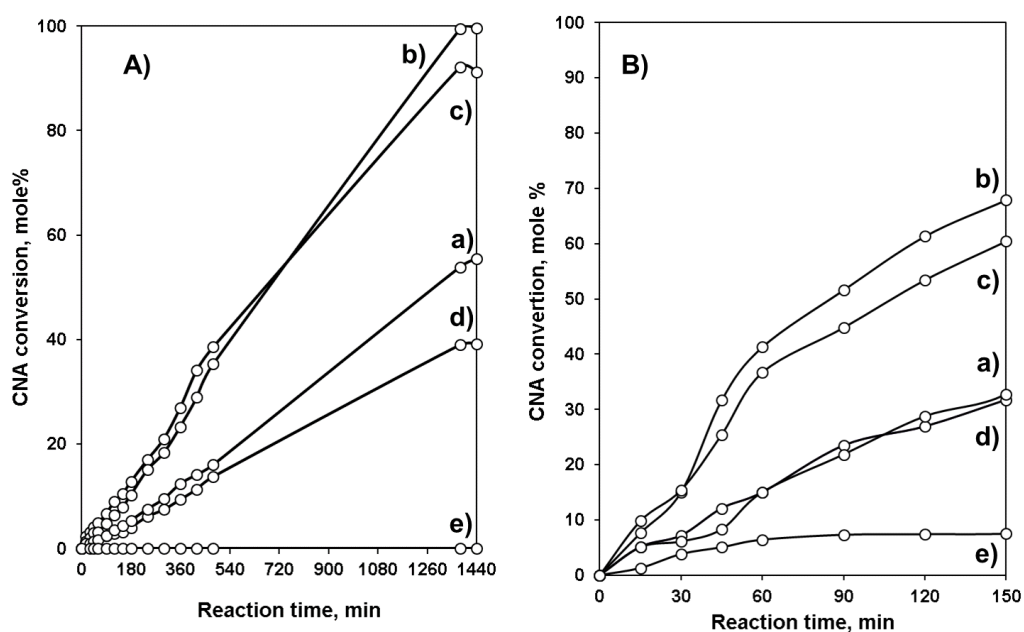 A)
CNA conversion, mole%
100
80
60
40
20
0
b)
c)
a)
d)
e)
0 180 360 540 720 900 1080 1260 1440
Reaction time, min
B)
CNA convertion, mole %
100
90
80
70
60
50
40
30
20
10
0
b)
c)
a)
d)
e)
0 30 60 90 120 150
Reaction time, min